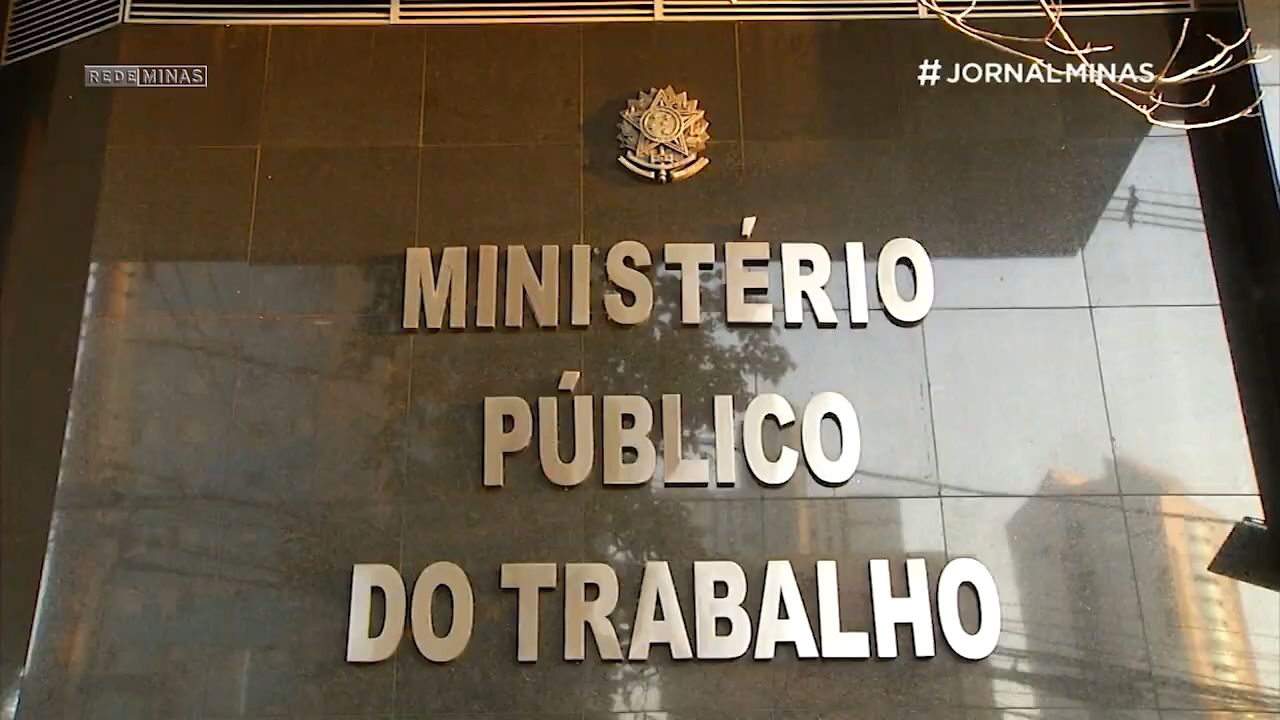 REDE MINAS
#JORNALMINAS
MINISTÉRIO
PÚBLICO
DO TRABALHO